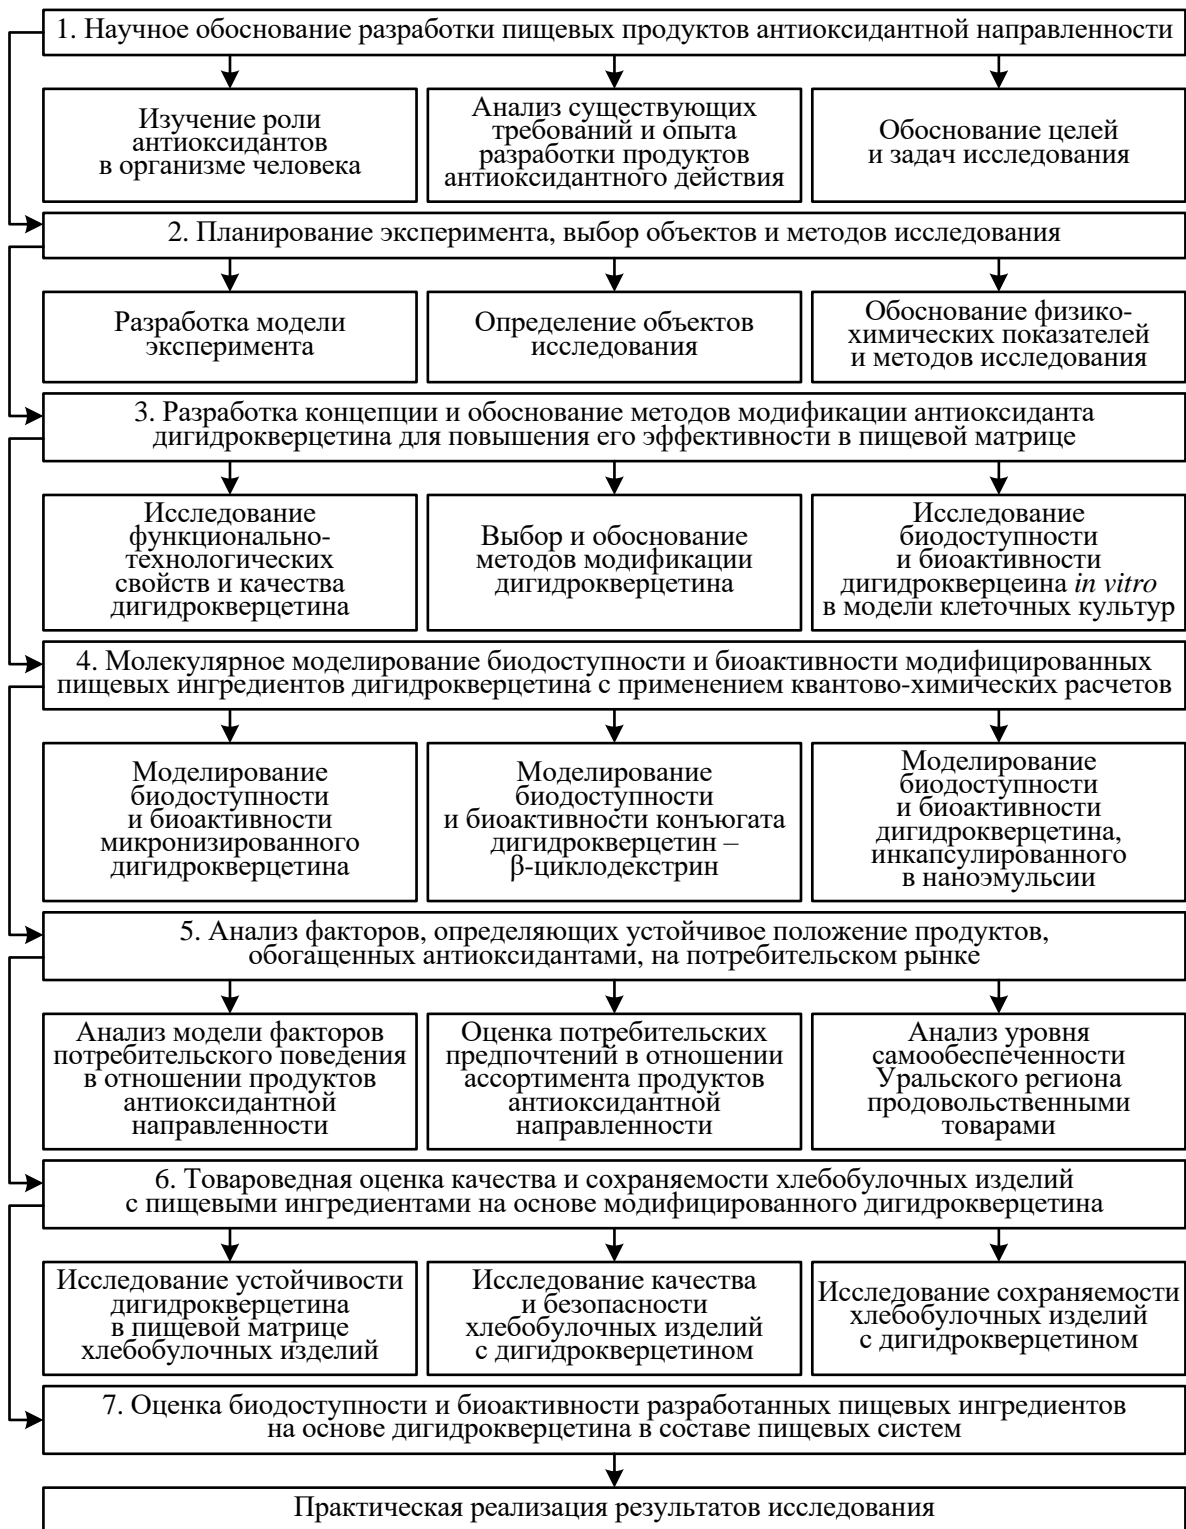 1. Научное обоснование разработки пищевых продуктов антиоксидантной направленности
Изучение роли
антиоксидантов
в организме человека
Анализ существующих
требований и опыта
разработки продуктов
антиоксидантного действия
Обоснование целей
и задач исследования
2. Планирование эксперимента, выбор объектов и методов исследования
Разработка модели
эксперимента
Определение объектов
исследования
Обоснование физико-
химических показателей
и методов исследования
3. Разработка концепции и обоснование методов модификации антиоксиданта
дигидрокверцетина для повышения его эффективности в пищевой матрице
Исследование
функционально-
технологических
свойств и качества
дигидрокверцетина
Выбор и обоснование
методов модификации
дигидрокверцетина
Исследование
биодоступности
и биоактивности
дигидрокверцеина in vitro
в модели клеточных культур
4. Молекулярное моделирование биодоступности и биоактивности модифицированных
пищевых ингредиентов дигидрокверцетина с применением квантово-химических расчетов
Моделирование
биодоступности
и биоактивности
микронизированного
дигидрокверцетина
Моделирование
биодоступности
и биоактивности конъюгата
дигидрокверцетин –
β-циклодекстрин
Моделирование
биодоступности
и биоактивности
дигидрокверцетина,
инкапсулированного
в наноэмульсии
5. Анализ факторов, определяющих устойчивое положение продуктов,
обогащенных антиоксидантами, на потребительском рынке
Анализ модели факторов
потребительского поведения
в отношении продуктов
антиоксидантной
направленности
Оценка потребительских
предпочтений в отношении
ассортимента продуктов
антиоксидантной
направленности
Анализ уровня
самообеспеченности
Уральского региона
продовольственными
товарами
6. Товароведная оценка качества и сохраняемости хлебобулочных изделий
с пищевыми ингредиентами на основе модифицированного дигидрокверцетина
Исследование устойчивости
дигидрокверцетина
в пищевой матрице
хлебобулочных изделий
Исследование качества
и безопасности
хлебобулочных изделий
с дигидрокверцетином
Исследование сохраняемости
хлебобулочных изделий
с дигидрокверцетином
7. Оценка биодоступности и биоактивности разработанных пищевых ингредиентов
на основе дигидрокверцетина в составе пищевых систем
Практическая реализация результатов исследования